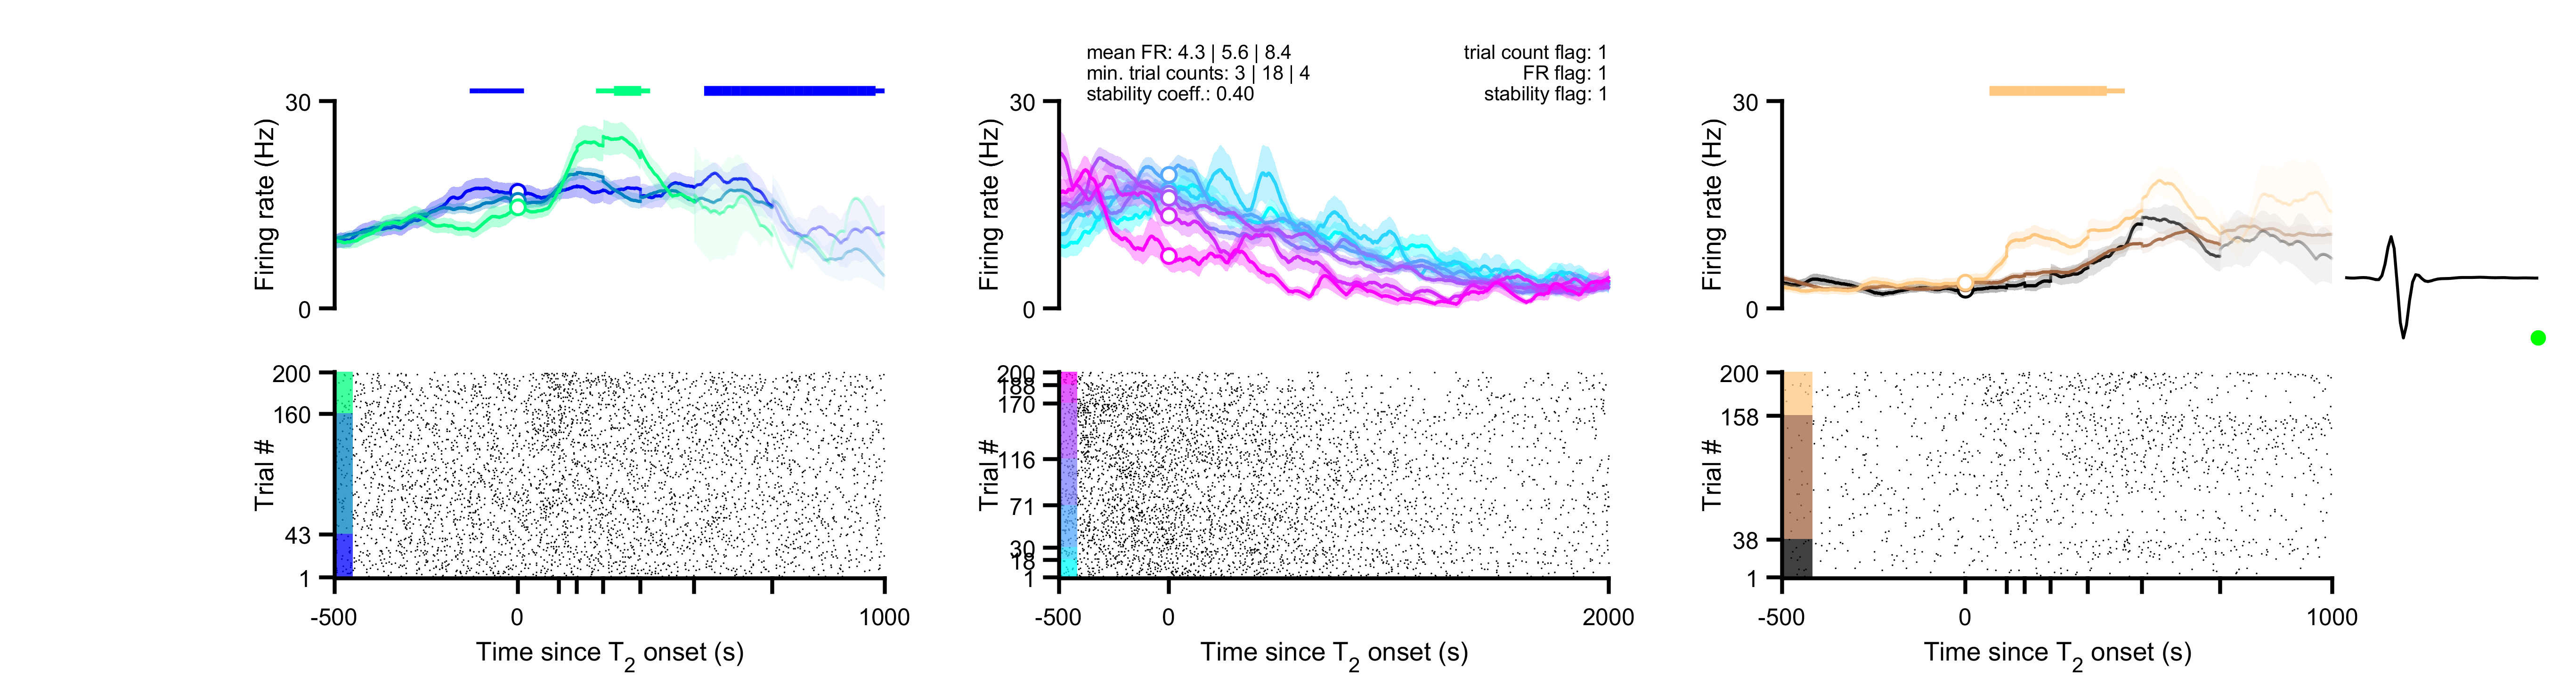 mean FR: 4.3 | 5.6 | 8.4
min. trial counts: 3 | 18 | 4
stability coeff.: 0.40
trial count flag: 1
FR flag: 1
stability flag: 1
30
Firing rate (Hz)
0
30
Firing rate (Hz)
0
30
Firing rate (Hz)
0
200
160
Trial #
43
1
-500
0
1000
Time since T2 onset (s)
200
188
170
Trial #
116
71
30
18
1
-500
0
2000
Time since T2 onset (s)
200
158
Trial #
38
1
-500
0
1000
Time since T2 onset (s)